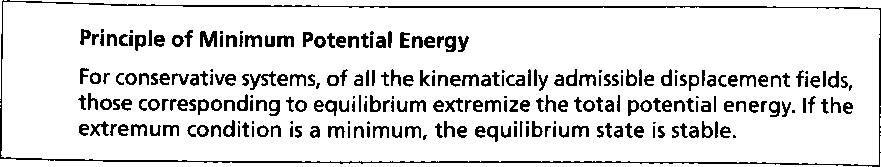 Principle of Minimum Potential Energy
For conservative systems, of all the kinematically admissible displacement fields,
those corresponding to equilibrium extremize the total potential energy. If the
extremum condition is a minimum, the equilibrium state is stable.